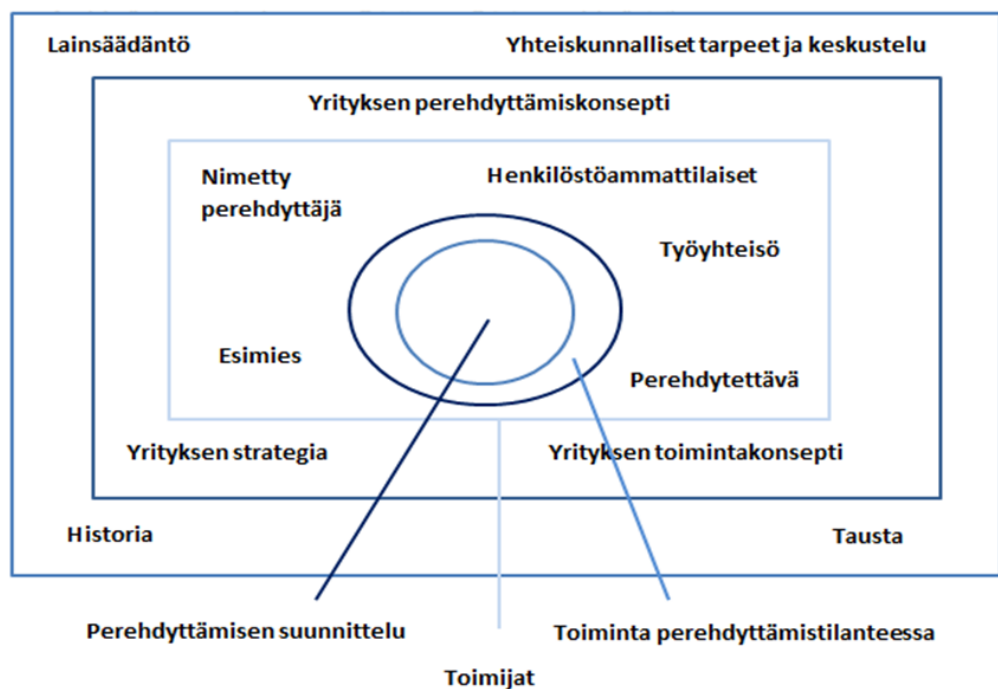 Lainsäädäntö
Yhteiskunnalliset tarpeet ja keskustelu
Yrityksen perehdyttämiskonsepti
Nimetty
perehdyttäjä
Henkilöstöammattilaiset
Työyhteisö
Esimies
Perehdytettävä
Yrityksen strategia
Yrityksen toimintakonsepti
Historia
Tausta
Perehdyttämisen suunnittelu
Toiminta perehdyttämistilanteessa
Toimijat